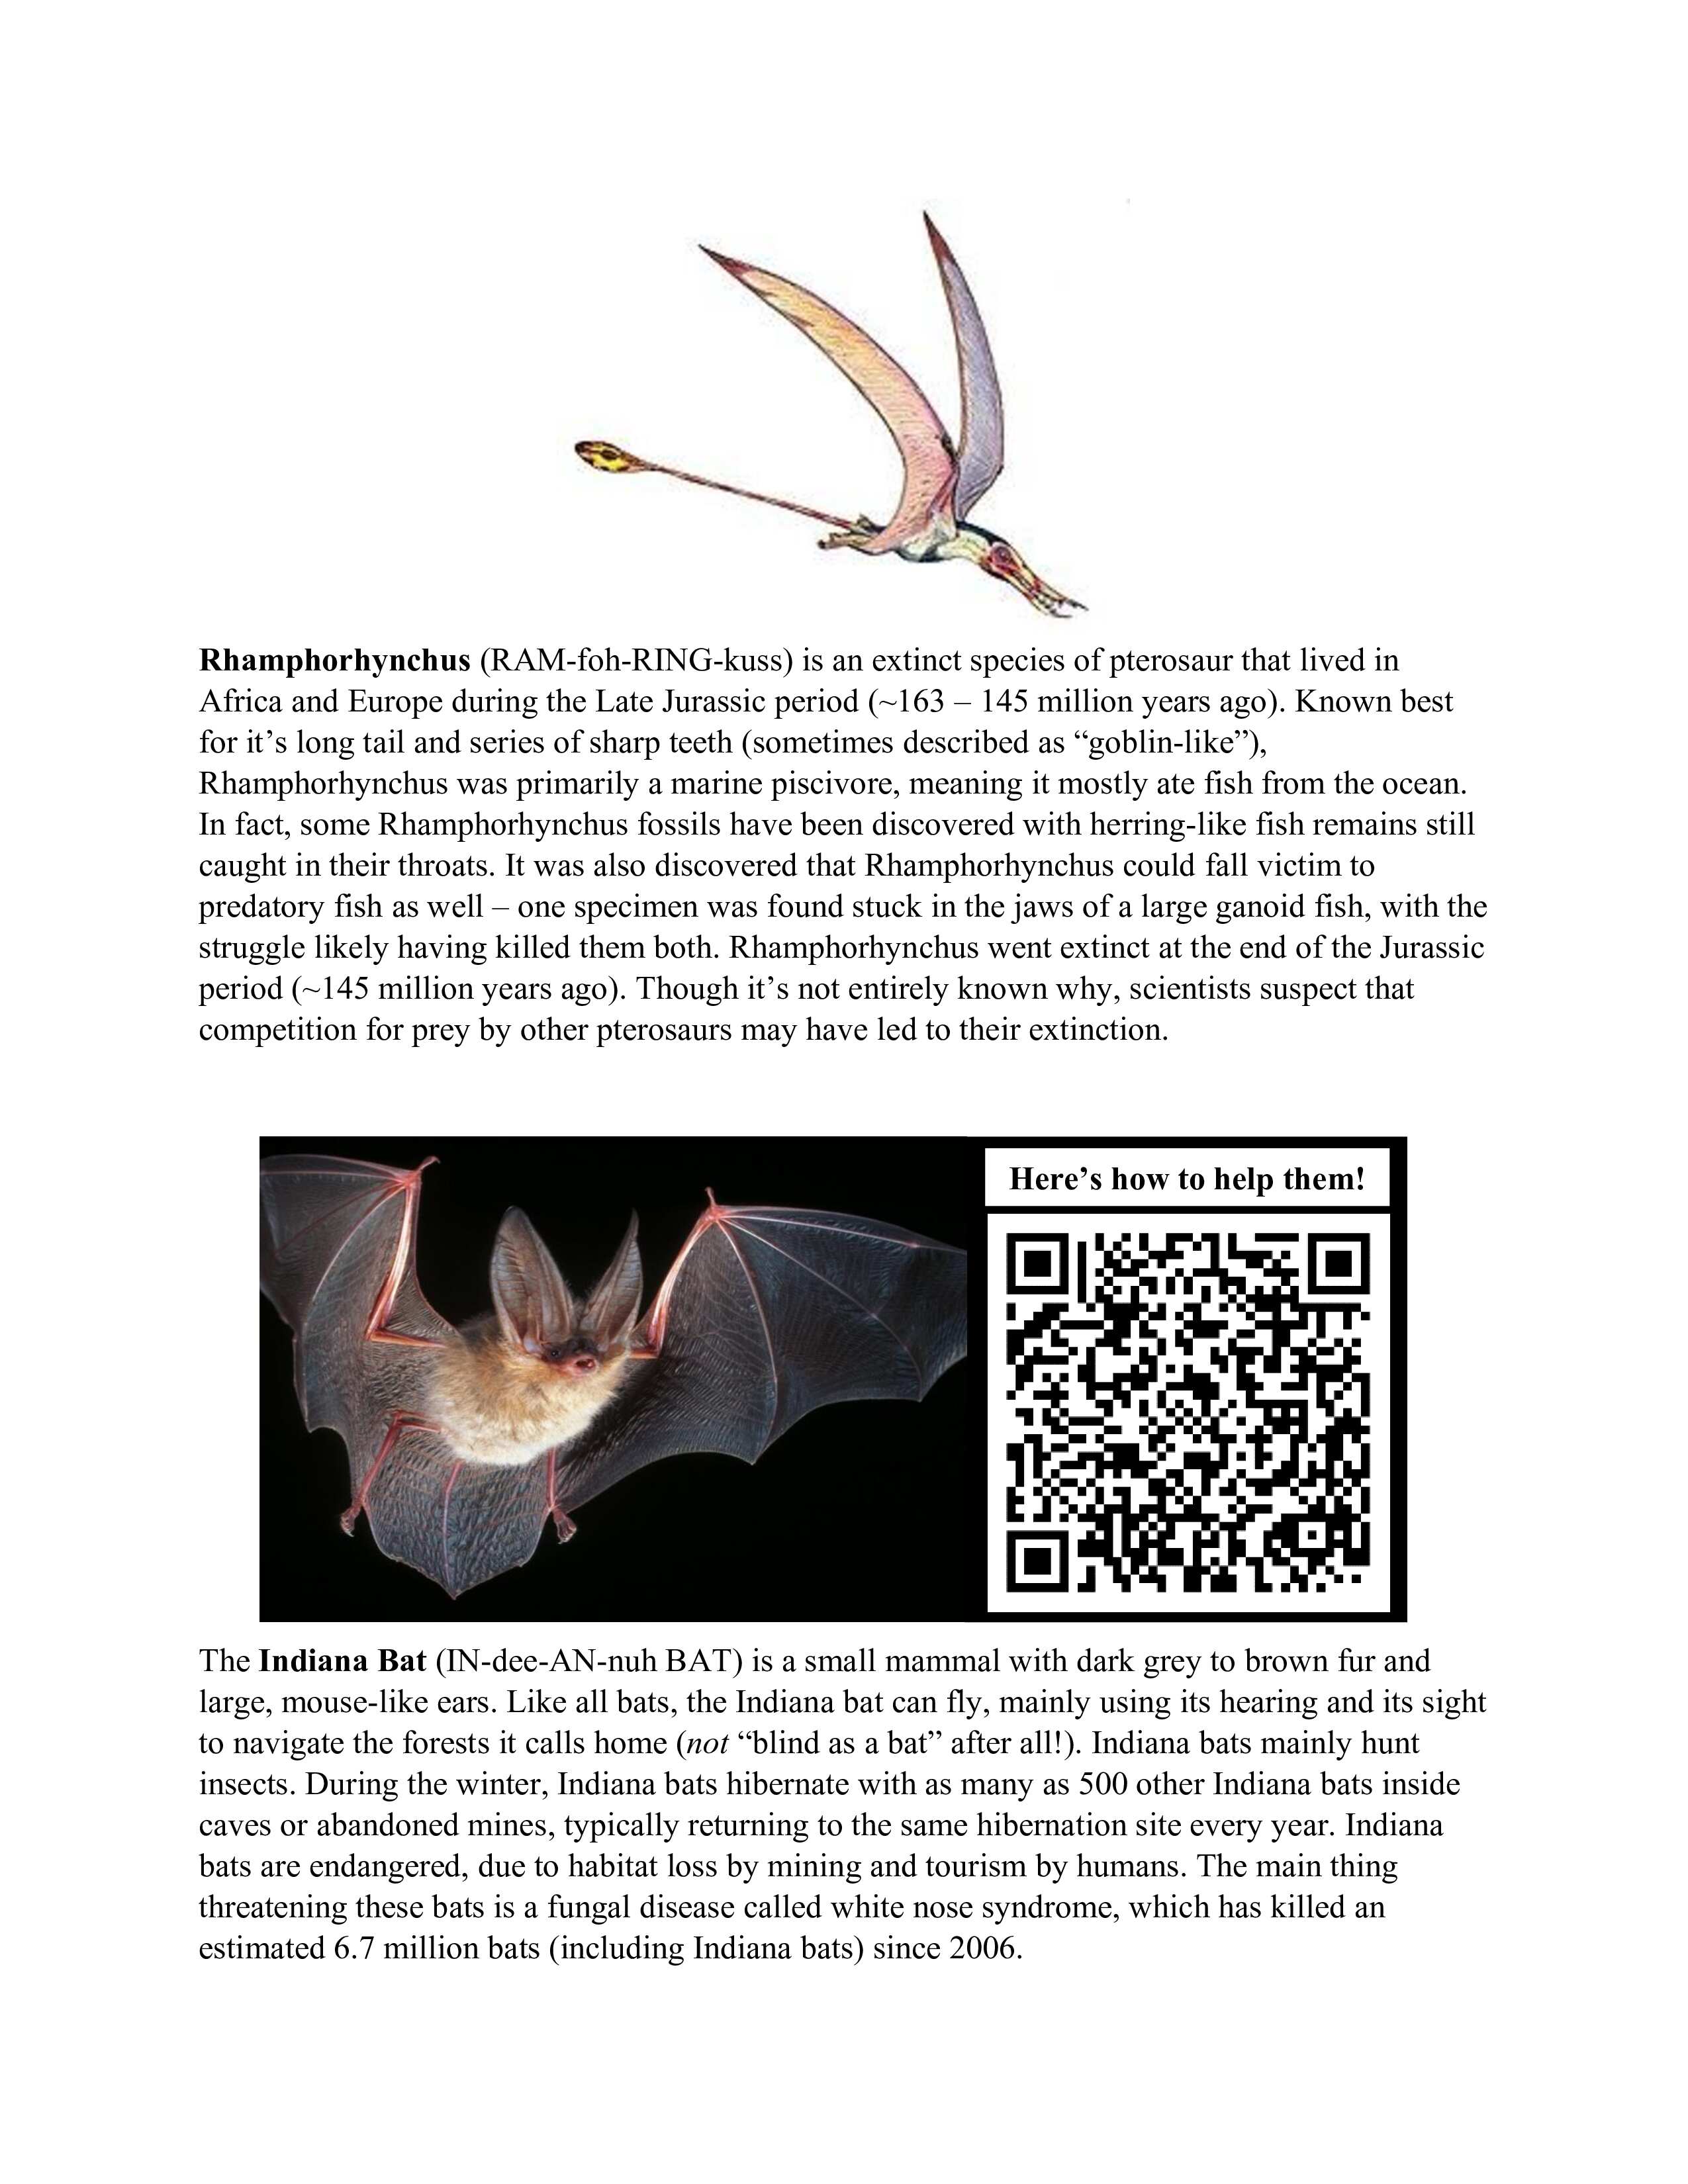 Rhamphorhynchus (RAM-foh-RING-kuss) is an extinct species of pterosaur that lived in
Africa and Europe during the Late Jurassic period (~163 – 145 million years ago). Known best
for it’s long tail and series of sharp teeth (sometimes described as “goblin-like”),
Rhamphorhynchus was primarily a marine piscivore, meaning it mostly ate fish from the ocean.
In fact, some Rhamphorhynchus fossils have been discovered with herring-like fish remains still
caught in their throats. It was also discovered that Rhamphorhynchus could fall victim to
predatory fish as well – one specimen was found stuck in the jaws of a large ganoid fish, with the
struggle likely having killed them both. Rhamphorhynchus went extinct at the end of the Jurassic
period (~145 million years ago). Though it’s not entirely known why, scientists suspect that
competition for prey by other pterosaurs may have led to their extinction.
Here’s how to help them!
The Indiana Bat (IN-dee-AN-nuh BAT) is a small mammal with dark grey to brown fur and
large, mouse-like ears. Like all bats, the Indiana bat can fly, mainly using its hearing and its sight
to navigate the forests it calls home (not “blind as a bat” after all!). Indiana bats mainly hunt
insects. During the winter, Indiana bats hibernate with as many as 500 other Indiana bats inside
caves or abandoned mines, typically returning to the same hibernation site every year. Indiana
bats are endangered, due to habitat loss by mining and tourism by humans. The main thing
threatening these bats is a fungal disease called white nose syndrome, which has killed an
estimated 6.7 million bats (including Indiana bats) since 2006.